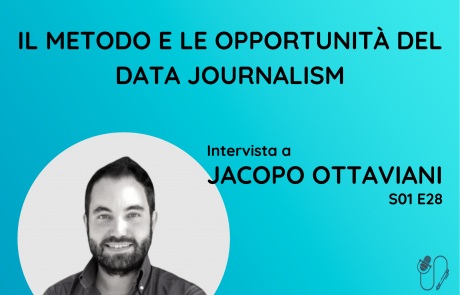 IL METODO E LE OPPORTUNITÀ DEL
DATA JOURNALISM
Intervista a
JACOPO OTTAVIANI
S01 E28